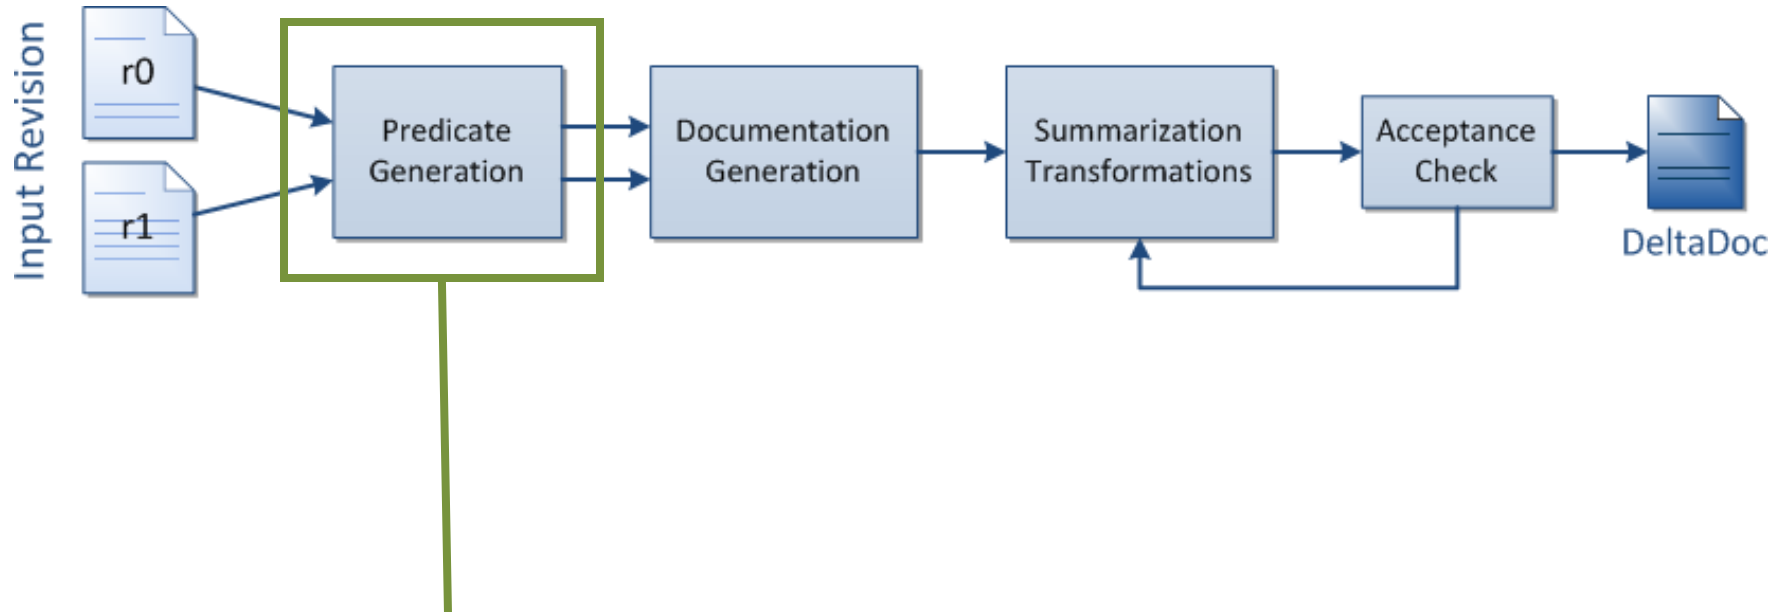 Input Revision
r0
r1
Predicate
Generation
Documentation
Generation
Summarization
Transformations
Acceptance
Check
DeltaDoc